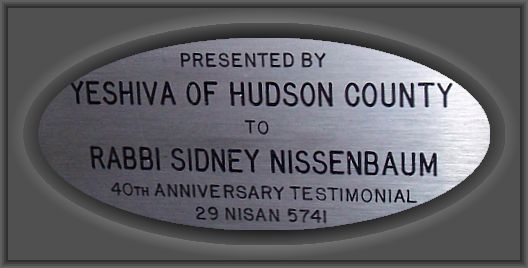 PRESENTED BY
YESHIVA OF HUDSON COUNTY
TO
RABBI SIDNEY NISSENBAUM
40TH ANNIVERSARY TESTIMONIAL
29 NISAN 5741